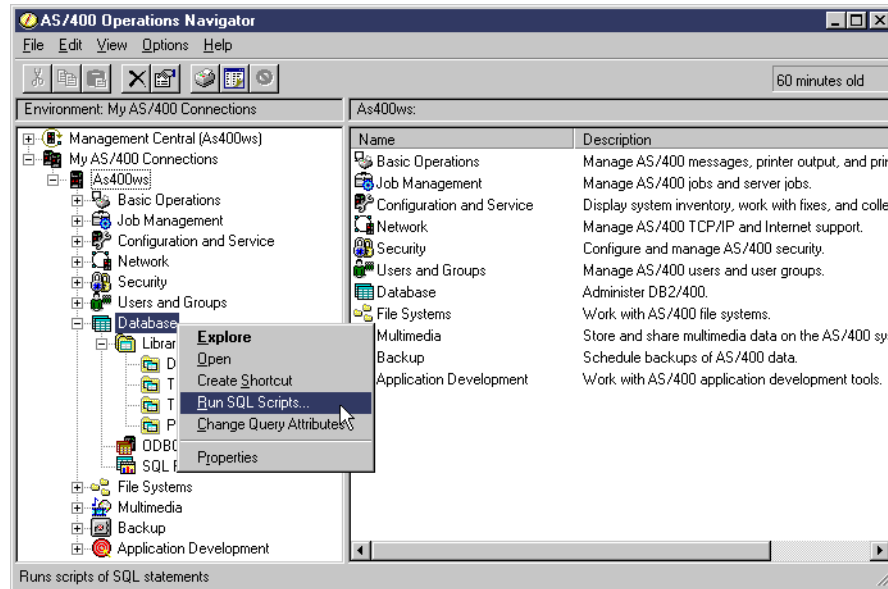 AS/400 Operations Navigator
File Edit View Options Help
60 minutes old
Environment: My AS/400 Connections
As400ws:
Management Central (As400ws)
My AS/400 Connections
As400ws
Basic Operations
Job Management
Configuration and Service
Network
Security
Users and Groups
Database
Librar
D
T
T
P
ODBC
SQL
File Systems
Multimedia
Backup
Application Development
Explore
Open
Create Shortcut
Run SQL Scripts...
Change Query Attributes
Properties
Name Description
Basic Operations Manage AS/400 messages, printer output, and prin
Job Management Manage AS/400 jobs and server jobs.
Configuration and Service Display system inventory, work with fixes, and colle
Network Manage AS/400 TCP/IP and Internet support.
Security Configure and manage AS/400 security.
Users and Groups Manage AS/400 users and user groups.
Database Administer DB2/400.
File Systems Work with AS/400 file systems.
Multimedia Store and share multimedia data on the AS/400 sy
Backup Schedule backups of AS/400 data.
Application Development Work with AS/400 application development tools.
Runs scripts of SQL statements